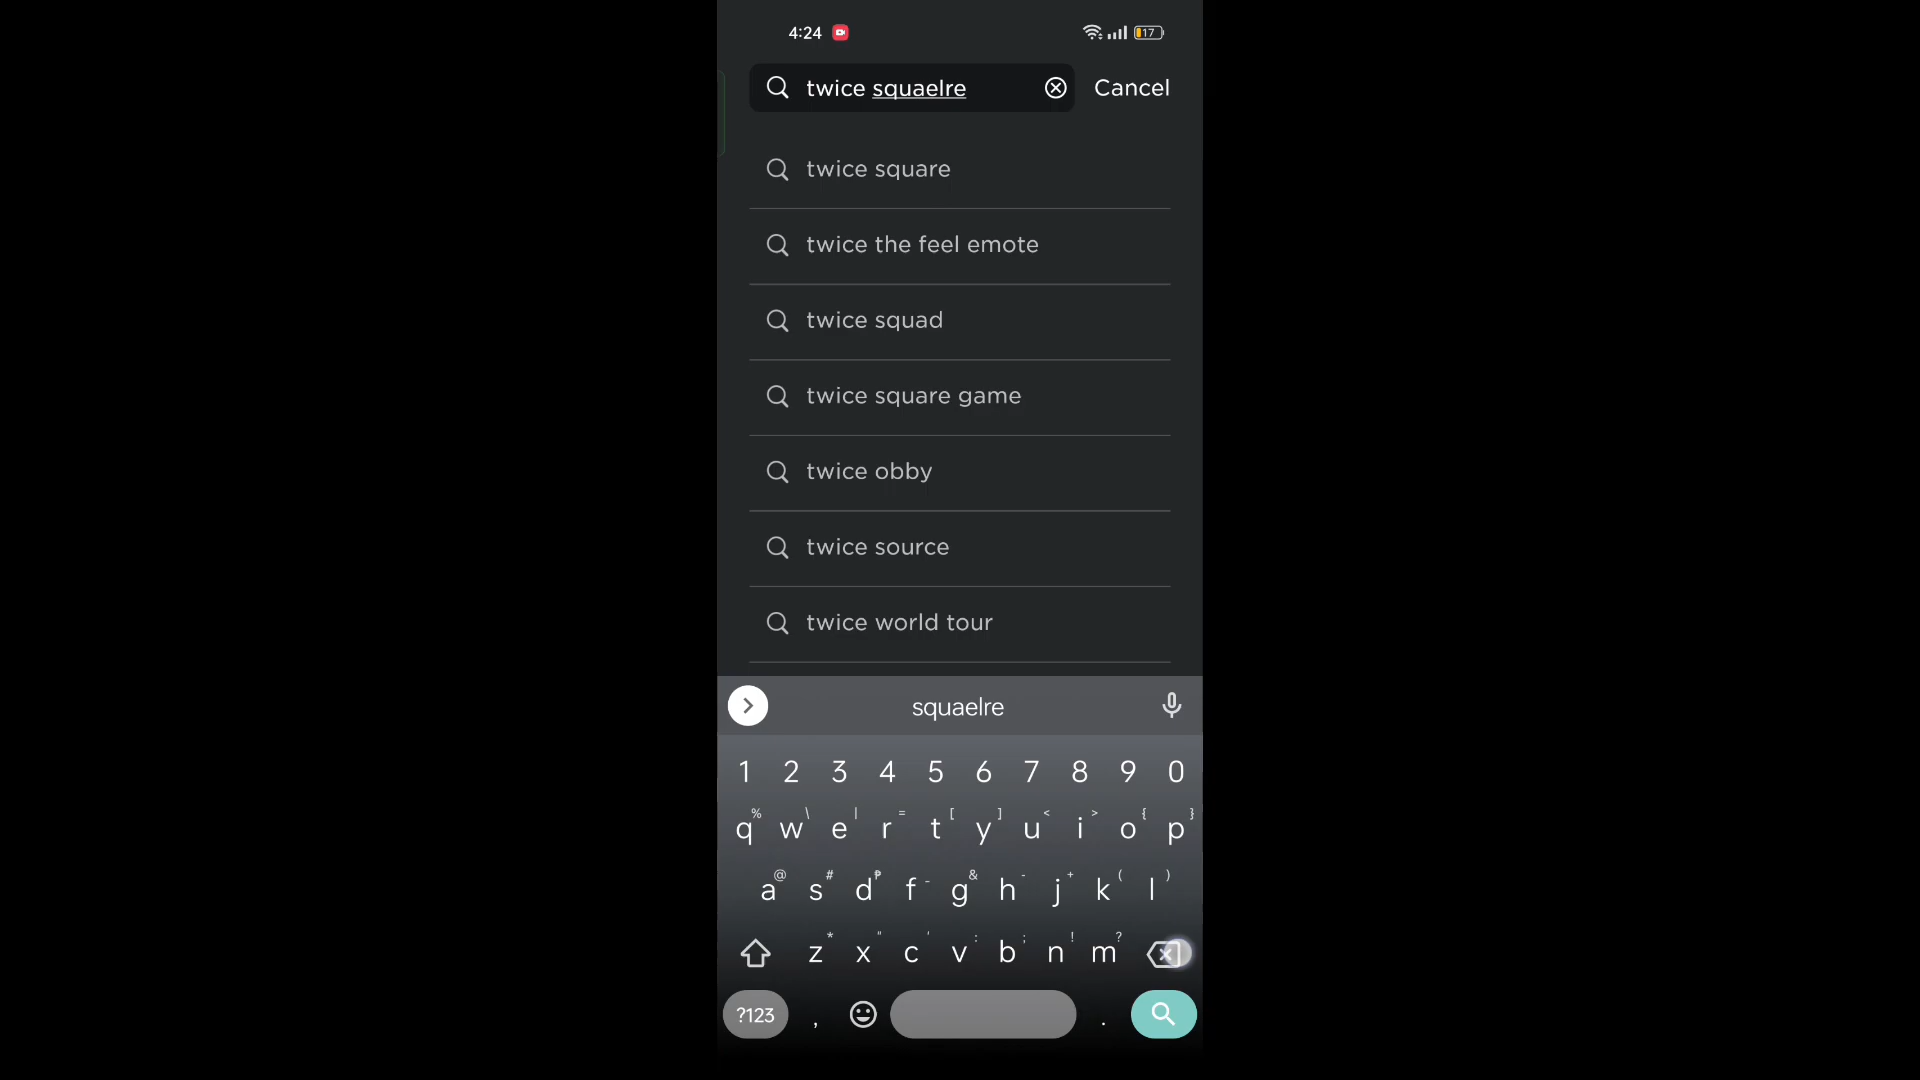 4:24 17
twice squaelre Cancel
twice square
twice the feel emote
twice squad
twice square game
twice obby
twice source
twice world tour
squaelre
1 2 3 4 5 6 7 8 9 0
% \ | = [ ] < > { }
q w e r t y u i o p
@ # ₱ - & - + ( )
a s d f g h j k l
* " ' : ; ! ?
z x c v b n m
?123 , .